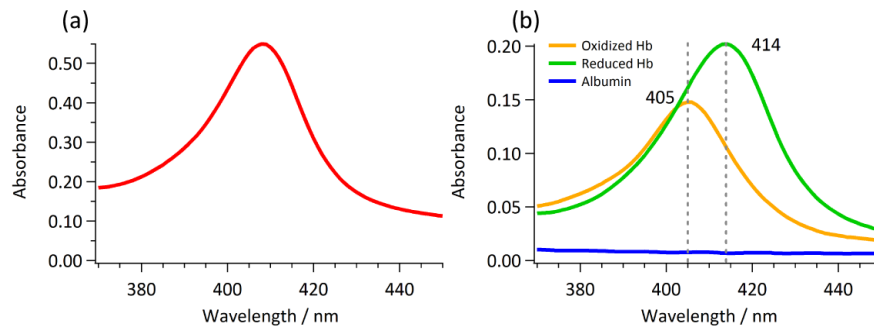 (a)
Absorbance
0.50
0.40
0.30
0.20
0.10
0.00
380
400
420
440
Wavelength / nm
(b)
Oxidized Hb
Reduced Hb
Albumin
405
414
Absorbance
0.20
0.15
0.10
0.05
0.00
380
400
420
440
Wavelength / nm